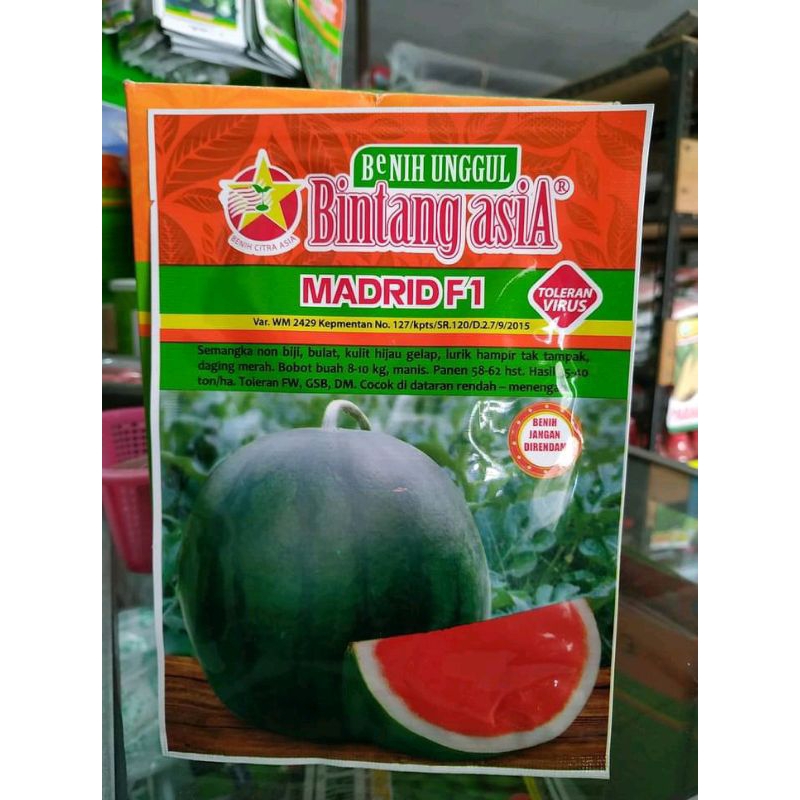 BeNIH UNGGUL
Bintang asiA®
BENIH CITRA ASIA
MADRID F1
TOLERAN
VIRUS
Var. WM 2429 Kepmentan No. 127/kpts/SR.120/D.2.7/9/2015
Semangka non biji, bulat, kulit hijau gelap, lurik hampir tak tampak,
daging merah. Bobot buah 8-10 kg, manis. Panen 58-62 hst. Hasil
ton/ha. Toleran FW, GSB, DM. Cocok di dataran rendah – menengah
BENIH
JANGAN
DIRENDAM